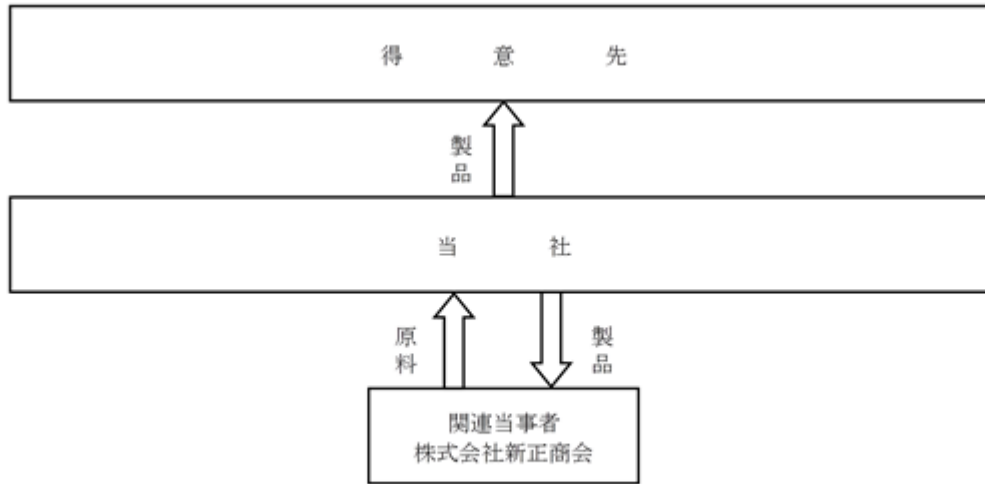 得意先
製品
当社
原料
製品
関連当事者
株式会社新正商会